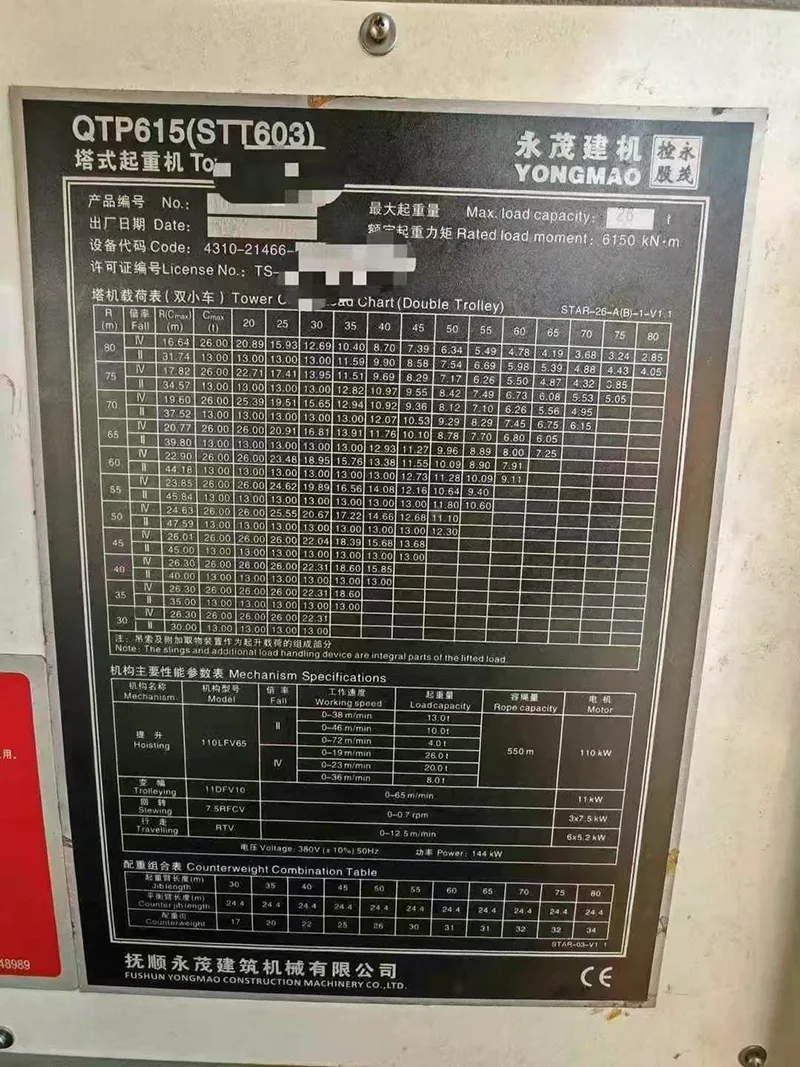 QTP615(STT603)
塔式起重机 To
永茂建机
YONGMAO
永茂控股
产品编号 No.:
出厂日期 Date:
设备代码 Code: 4310-21466-
许可证编号License No.: TS-
最大起重量 Max. load capacity: 26 t
额定起重力矩 Rated load moment: 6150 kN·m
塔机载荷表(双小车) Tower C ad Chart (Double Trolley) STAR-26-A(B)-1-V1.1
R (m) 倍率 Fall R(Cmax) (m) Cmax (t) 20 25 30 35 40 45 50 55 60 65 70 75 80
80 Ⅳ 16.64 26.00 20.89 15.93 12.69 10.40 8.70 7.39 6.34 5.49 4.78 4.19 3.68 3.24 2.85
Ⅱ 31.74 13.00 13.00 13.00 13.00 11.59 9.90 8.58 7.54 6.69 5.98 5.39 4.88 4.43 4.05
75 Ⅳ 17.82 26.00 22.71 17.41 13.95 11.51 9.69 8.29 7.17 6.26 5.50 4.87 4.32 3.85
Ⅱ 34.57 13.00 13.00 13.00 13.00 12.82 10.97 9.55 8.42 7.49 6.73 6.08 5.53 5.05
70 Ⅳ 19.60 26.00 25.39 19.51 15.65 12.94 10.92 9.36 8.12 7.10 6.26 5.56 4.95
Ⅱ 37.52 13.00 13.00 13.00 13.00 13.00 12.07 10.53 9.29 8.29 7.45 6.75 6.15
65 Ⅳ 20.77 26.00 26.00 20.91 16.81 13.91 11.76 10.10 8.78 7.70 6.80 6.05
Ⅱ 39.80 13.00 13.00 13.00 13.00 13.00 12.93 11.27 9.96 8.89 8.00 7.25
60 Ⅳ 22.90 26.00 26.00 23.48 18.95 15.76 13.38 11.55 10.09 8.90 7.91
Ⅱ 44.18 13.00 13.00 13.00 13.00 13.00 13.00 12.73 11.28 10.09 9.11
55 Ⅳ 23.85 26.00 26.00 24.62 19.89 16.56 14.08 12.16 10.64 9.40
Ⅱ 45.84 13.00 13.00 13.00 13.00 13.00 13.00 13.00 11.80 10.60
50 Ⅳ 24.63 26.00 26.00 25.55 20.67 17.22 14.66 12.68 11.10
Ⅱ 47.59 13.00 13.00 13.00 13.00 13.00 13.00 13.00 12.30
45 Ⅳ 26.01 26.00 26.00 26.00 22.04 18.39 15.68 13.68
Ⅱ 45.00 13.00 13.00 13.00 13.00 13.00 13.00 13.00
40 Ⅳ 26.30 26.00 26.00 26.00 22.31 18.60 15.85
Ⅱ 40.00 13.00 13.00 13.00 13.00 13.00 13.00
35 Ⅳ 26.30 26.00 26.00 26.00 22.31 18.60
Ⅱ 35.00 13.00 13.00 13.00 13.00 13.00
30 Ⅳ 26.30 26.00 26.00 26.00 22.31
Ⅱ 30.00 13.00 13.00 13.00 13.00
注: 吊索及附加取物装置作为起升载荷的组成部分
Note: The slings and additional load handling device are integral parts of the lifted load.
机构主要性能参数表 Mechanism Specifications
机构名称 Mechanism 机构型号 Model 倍率 Fall 工作速度 Working speed 起重量 Loadcapacity 容绳量 Rope capacity 电机 Motor
提升 Hoisting 110LFV65 Ⅱ 0-38 m/min 13.0t 550 m 110 kW
0-46 m/min 10.0t
0-72 m/min 4.0t
Ⅳ 0-19 m/min 26.0t
0-23 m/min 20.0t
0-36 m/min 8.0t
变幅 Trolleying 11DFV10 0-65 m/min 11 kW
回转 Slewing 7.5RFCV 0-0.7 rpm 3x7.5 kW
行走 Travelling RTV 0-12.5 m/min 6x5.2 kW
电压 Voltage: 380V (±10%) 50Hz 功率 Power: 144 kW
配重组合表 Counterweight Combination Table
起重臂长度(m) Jib length 30 35 40 45 50 55 60 65 70 75 80
平衡臂长度(m) Counter jib length 24.4 24.4 24.4 24.4 24.4 24.4 24.4 24.4 24.4 24.4 24.4
配重(t) Counterweight 17 20 22 25 26 30 31 31 32 32 34
STAR-03-V1.1
抚顺永茂建筑机械有限公司
FUSHUN YONGMAO CONSTRUCTION MACHINERY CO.,LTD.
CE
用。
48989